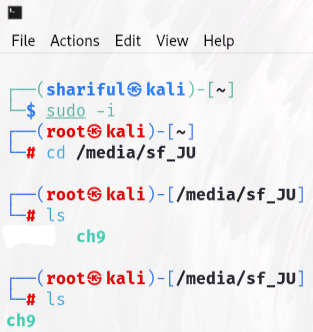 File Actions Edit View Help
┌──(shariful㉿kali)-[~]
└─$ sudo -i
┌──(root㉿kali)-[~]
└─# cd /media/sf_JU
┌──(root㉿kali)-[/media/sf_JU]
└─# ls
ch9
┌──(root㉿kali)-[/media/sf_JU]
└─# ls
ch9